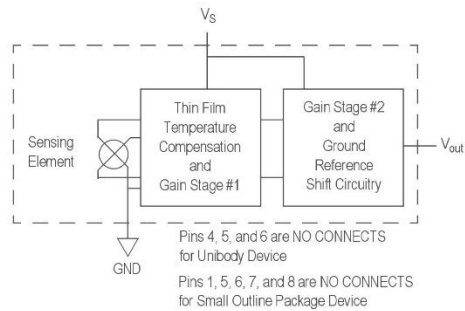 V_S
Sensing
Element
Thin Film
Temperature
Compensation
and
Gain Stage #1
Gain Stage #2
and
Ground
Reference
Shift Circuitry
V_out
GND
Pins 4, 5, and 6 are NO CONNECTS
for Unibody Device
Pins 1, 5, 6, 7, and 8 are NO CONNECTS
for Small Outline Package Device